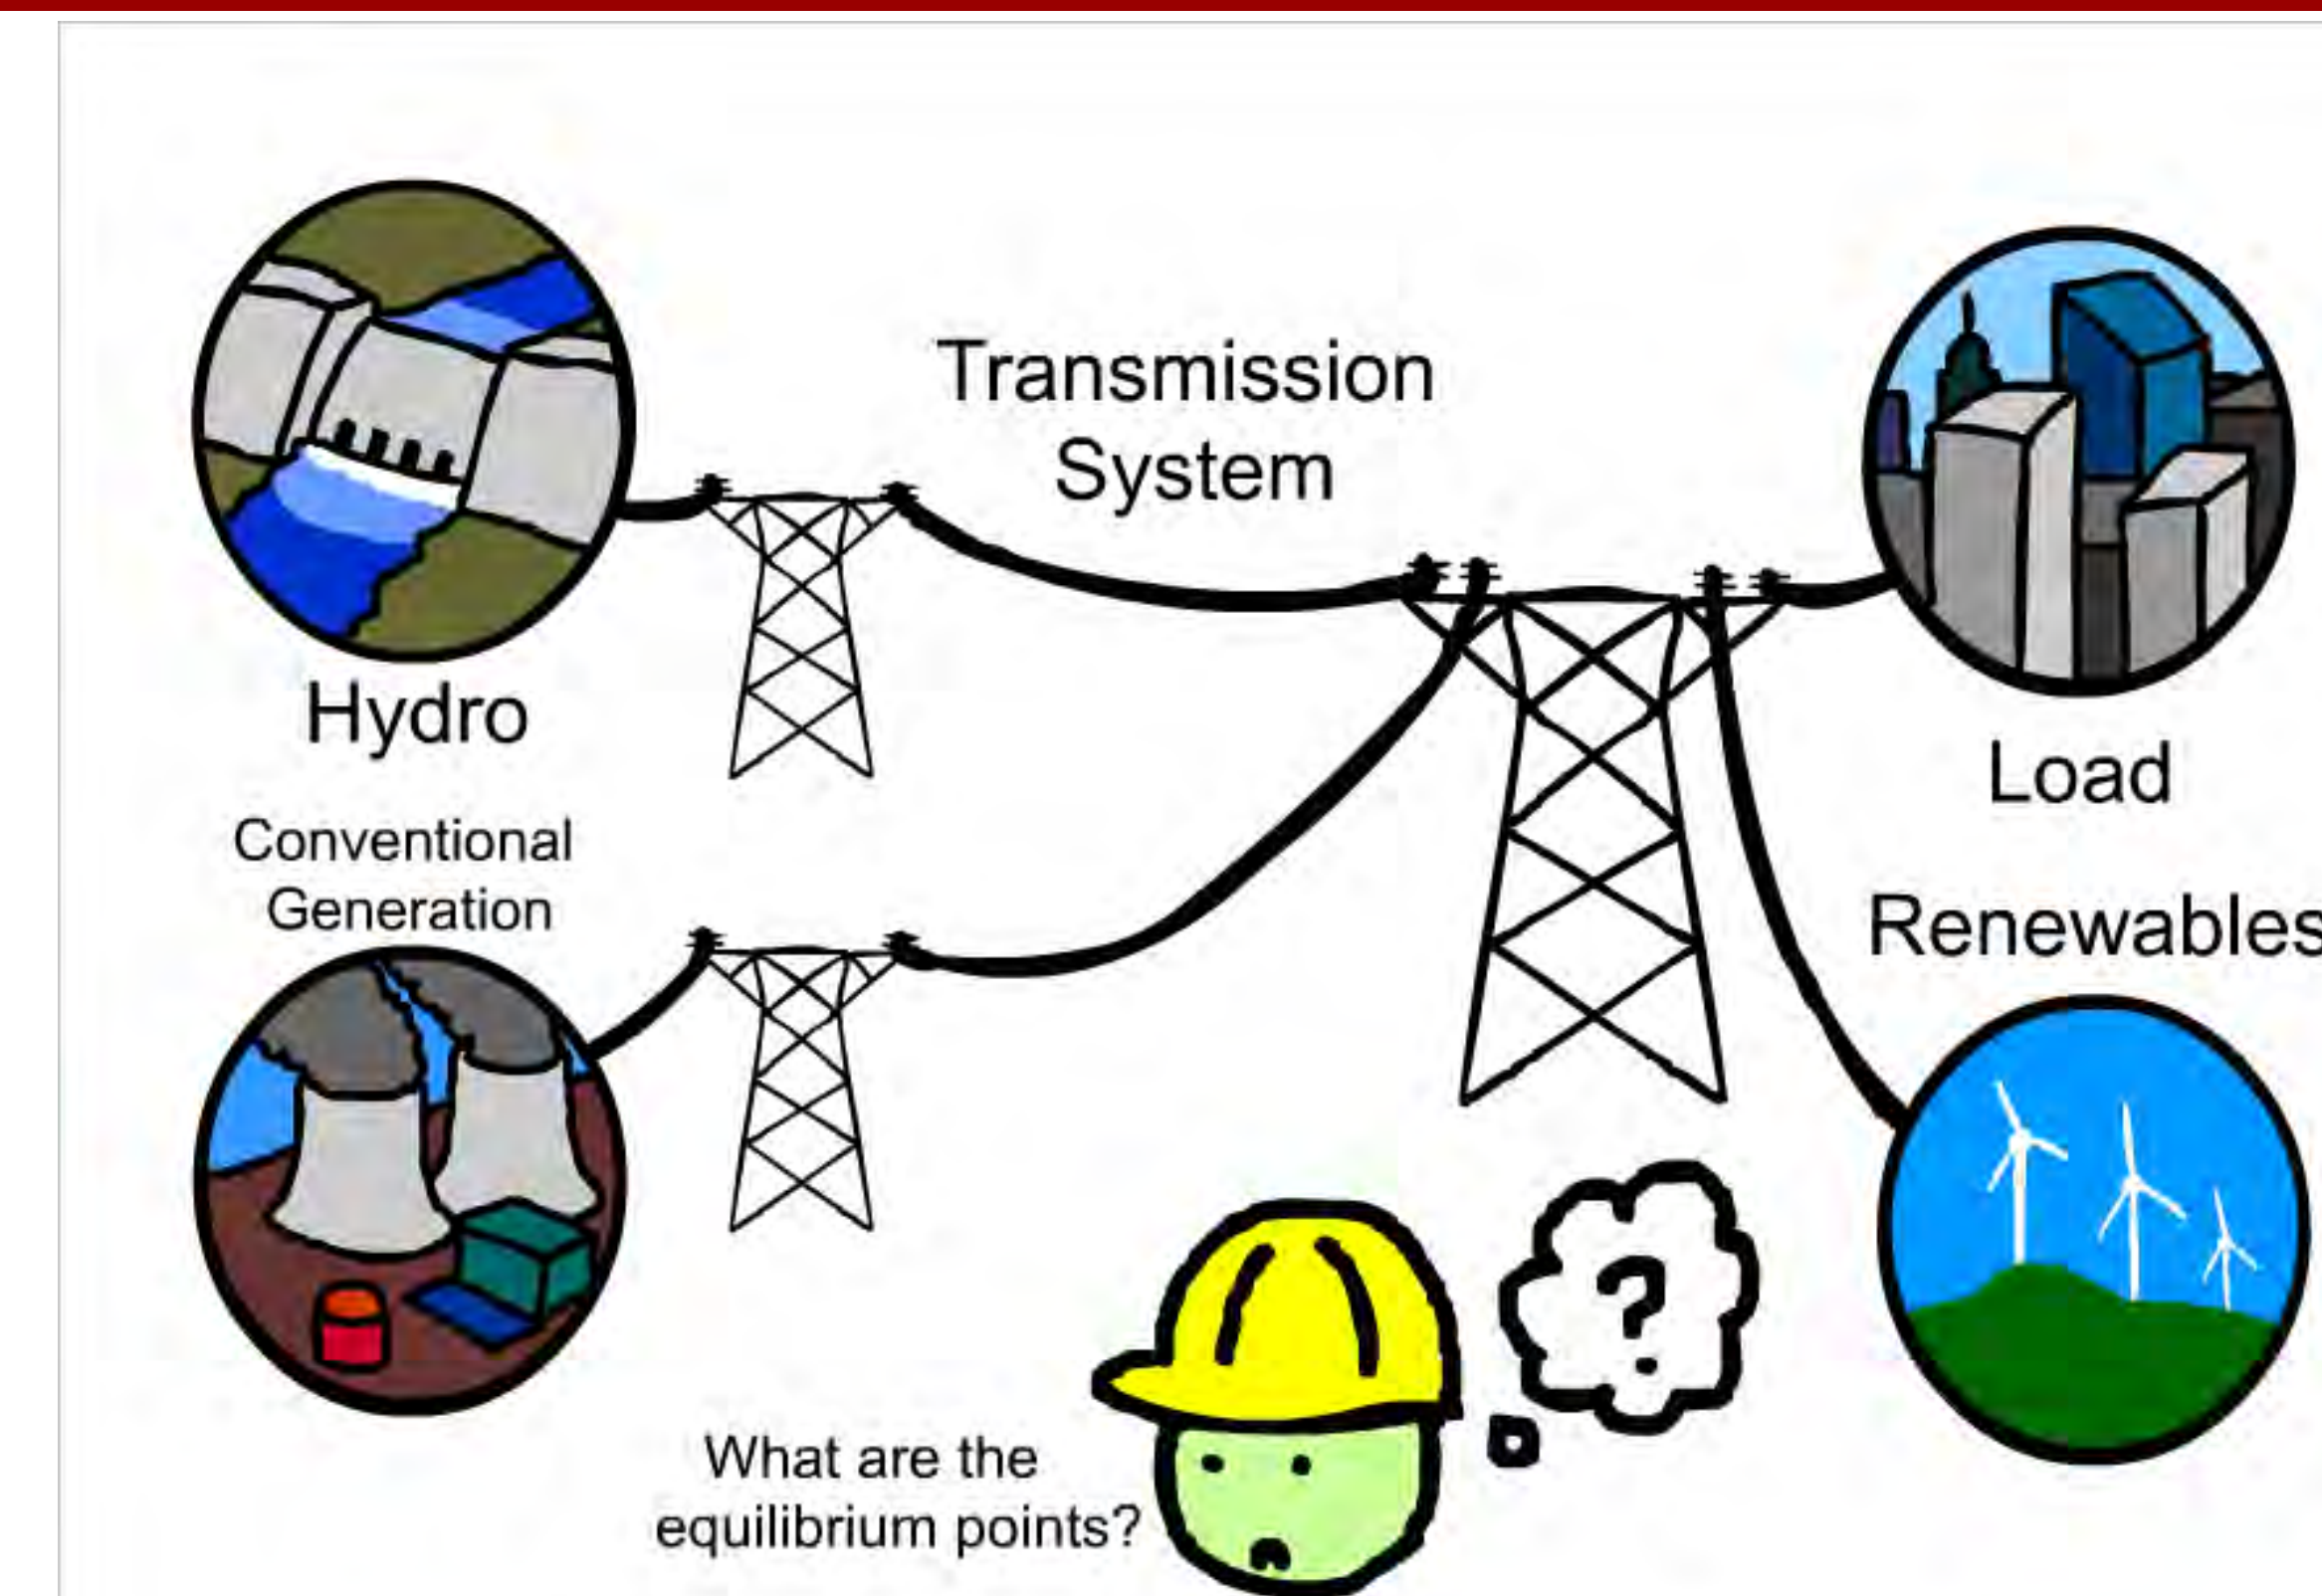 Transmission
System
Hydro
Load
Conventional
Generation
Renewables
?
What are the
equilibrium points?